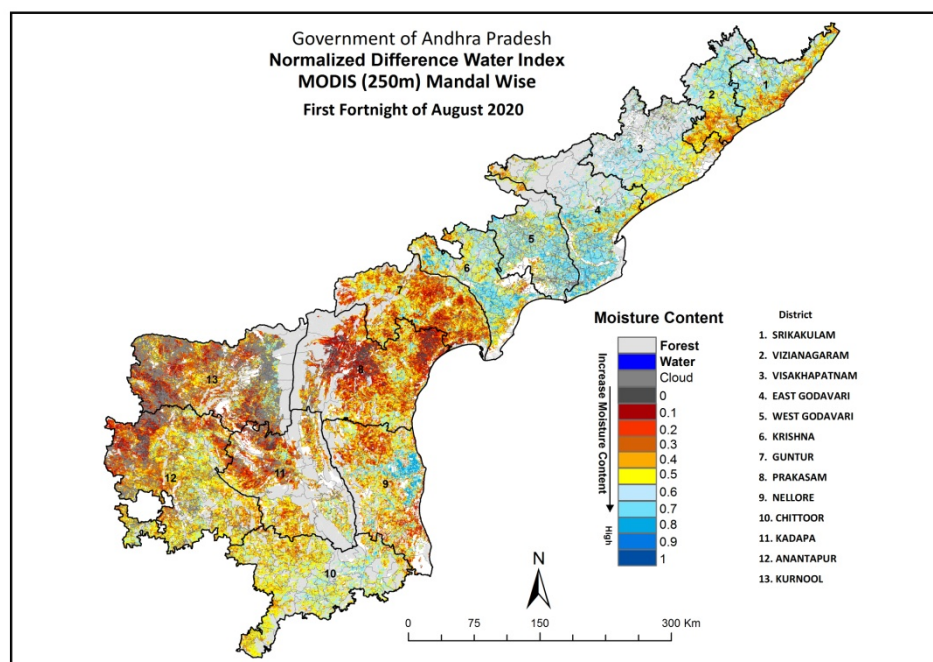 Government of Andhra Pradesh
Normalized Difference Water Index
MODIS (250m) Mandal Wise
First Fortnight of August 2020
1
2
3
4
5
6
7
8
9
10
11
12
13
Moisture Content
Increase Moisture Content
High
Forest
Water
Cloud
0
0.1
0.2
0.3
0.4
0.5
0.6
0.7
0.8
0.9
1
District
1. SRIKAKULAM
2. VIZIANAGARAM
3. VISAKHAPATNAM
4. EAST GODAVARI
5. WEST GODAVARI
6. KRISHNA
7. GUNTUR
8. PRAKASAM
9. NELLORE
10. CHITTOOR
11. KADAPA
12. ANANTAPUR
13. KURNOOL
N
0 75 150 300 Km